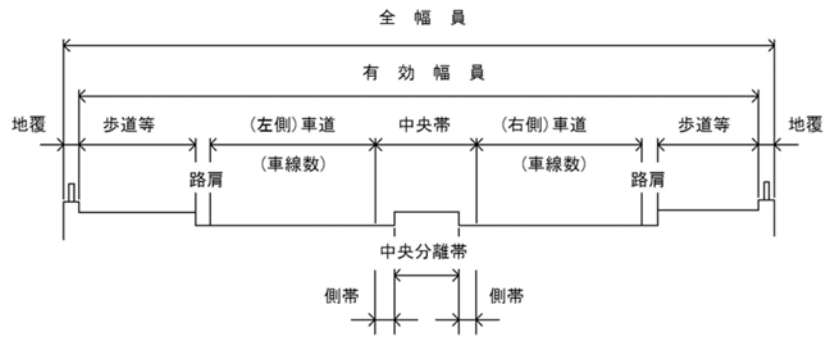 全幅員
有効幅員
地覆 歩道等 (左側)車道 中央帯 (右側)車道 歩道等 地覆
路肩 (車線数) (車線数) 路肩
中央分離帯
側帯 側帯